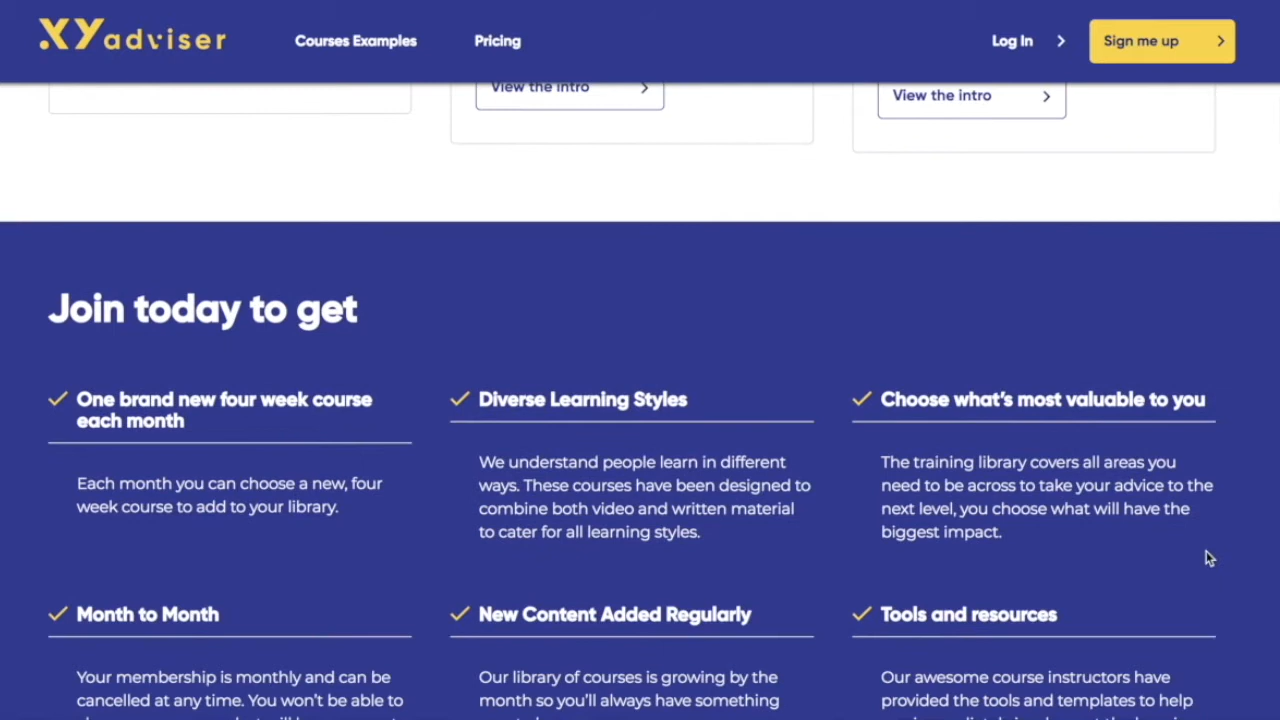 XYadviser
Courses Examples
Pricing
Log In
Sign me up
View the intro
View the intro
Join today to get
One brand new four week course
each month
Each month you can choose a new, four
week course to add to your library.
Diverse Learning Styles
We understand people learn in different
ways. These courses have been designed to
combine both video and written material
to cater for all learning styles.
Choose what's most valuable to you
The training library covers all areas you
need to be across to take your advice to the
next level, you choose what will have the
biggest impact.
Month to Month
Your membership is monthly and can be
cancelled at any time. You won't be able to
New Content Added Regularly
Our library of courses is growing by the
month so you'll always have something
Tools and resources
Our awesome course instructors have
provided the tools and templates to help